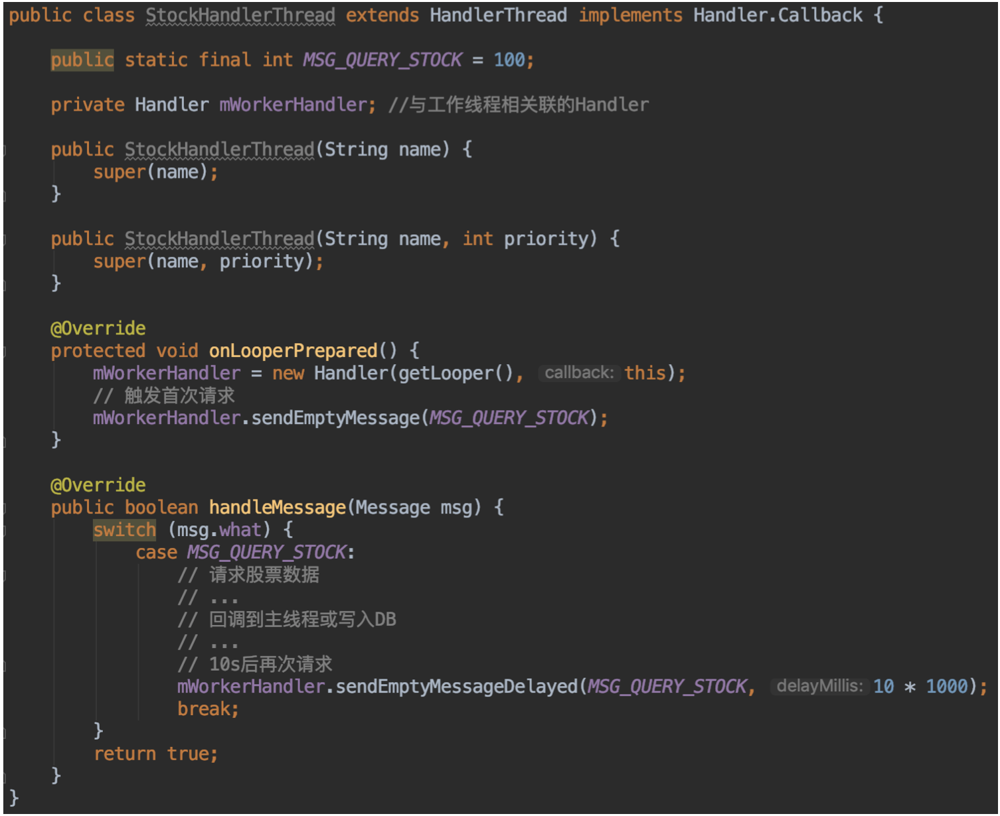 public class StockHandlerThread extends HandlerThread implements Handler.Callback {
public static final int MSG_QUERY_STOCK = 100;
private Handler mWorkerHandler; //与工作线程相关联的Handler
public StockHandlerThread(String name) {
super(name);
}
public StockHandlerThread(String name, int priority) {
super(name, priority);
}
@Override
protected void onLooperPrepared() {
mWorkerHandler = new Handler(getLooper(), callback: this);
// 触发首次请求
mWorkerHandler.sendEmptyMessage(MSG_QUERY_STOCK);
}
@Override
public boolean handleMessage(Message msg) {
switch (msg.what) {
case MSG_QUERY_STOCK:
// 请求股票数据
// ...
// 回调到主线程或写入DB
// ...
// 10s后再次请求
mWorkerHandler.sendEmptyMessageDelayed(MSG_QUERY_STOCK, delayMillis: 10 * 1000);
break;
}
return true;
}
}